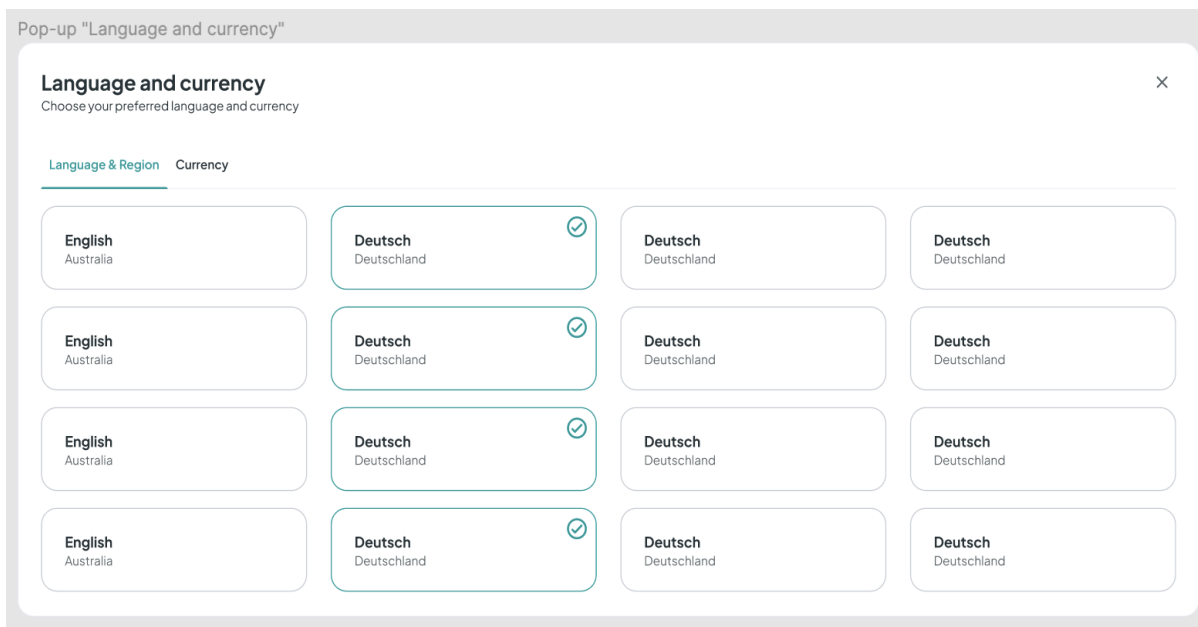 Pop-up "Language and currency"
Language and currency
Choose your preferred language and currency
Language & Region Currency
English Deutsch Deutsch Deutsch
Australia Deutschland Deutschland Deutschland
English Deutsch Deutsch Deutsch
Australia Deutschland Deutschland Deutschland
English Deutsch Deutsch Deutsch
Australia Deutschland Deutschland Deutschland
English Deutsch Deutsch Deutsch
Australia Deutschland Deutschland Deutschland